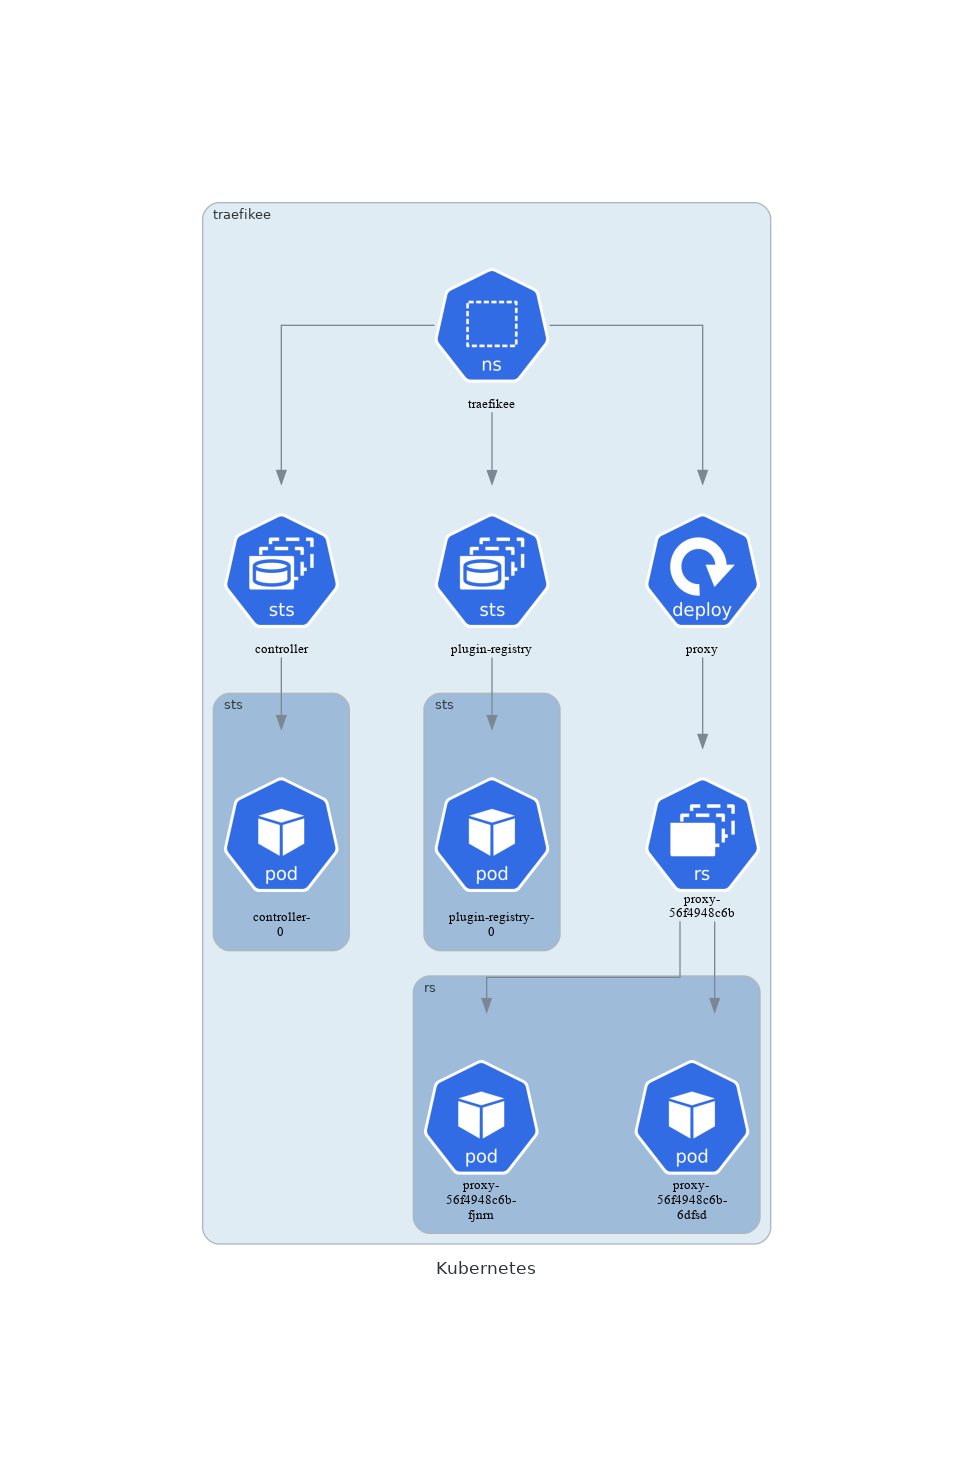 traefikee
ns
traefikee
sts
sts
deploy
controller
plugin-registry
proxy
sts
sts
pod
pod
rs
controller-
0
plugin-registry-
0
proxy-
56f4948c6b
rs
pod
pod
proxy-
56f4948c6b-
fjnrn
proxy-
56f4948c6b-
6dfsd
Kubernetes